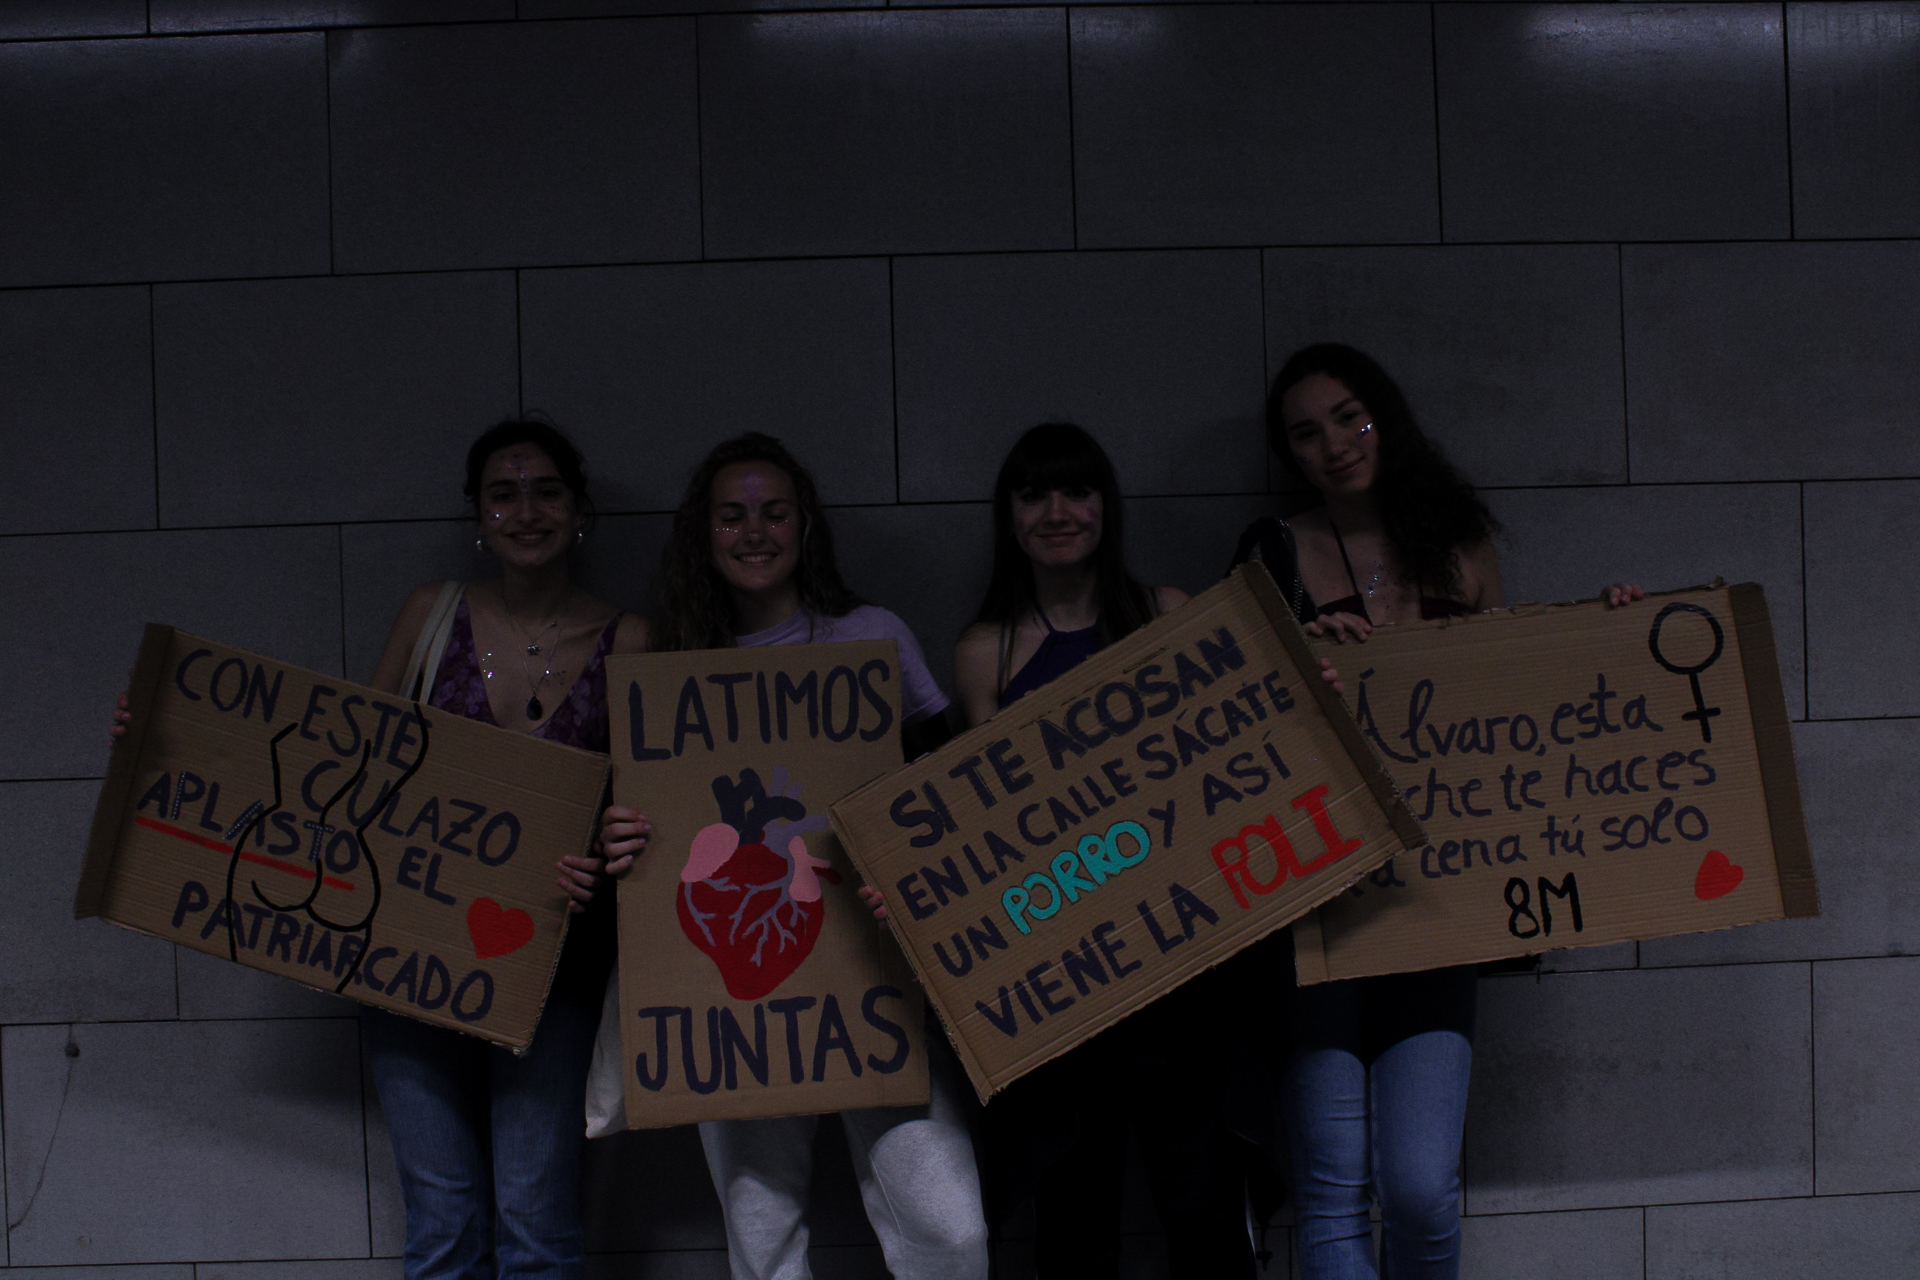 CON ESTE
CULAZO
APLASTO EL
PATRIARCADO
LATIMOS
JUNTAS
SI TE ACOSAN
EN LA CALLE SÁCATE
UN PORRO Y ASÍ
VIENE LA POLI
Álvaro, esta
che te haces
cena tú solo
8M